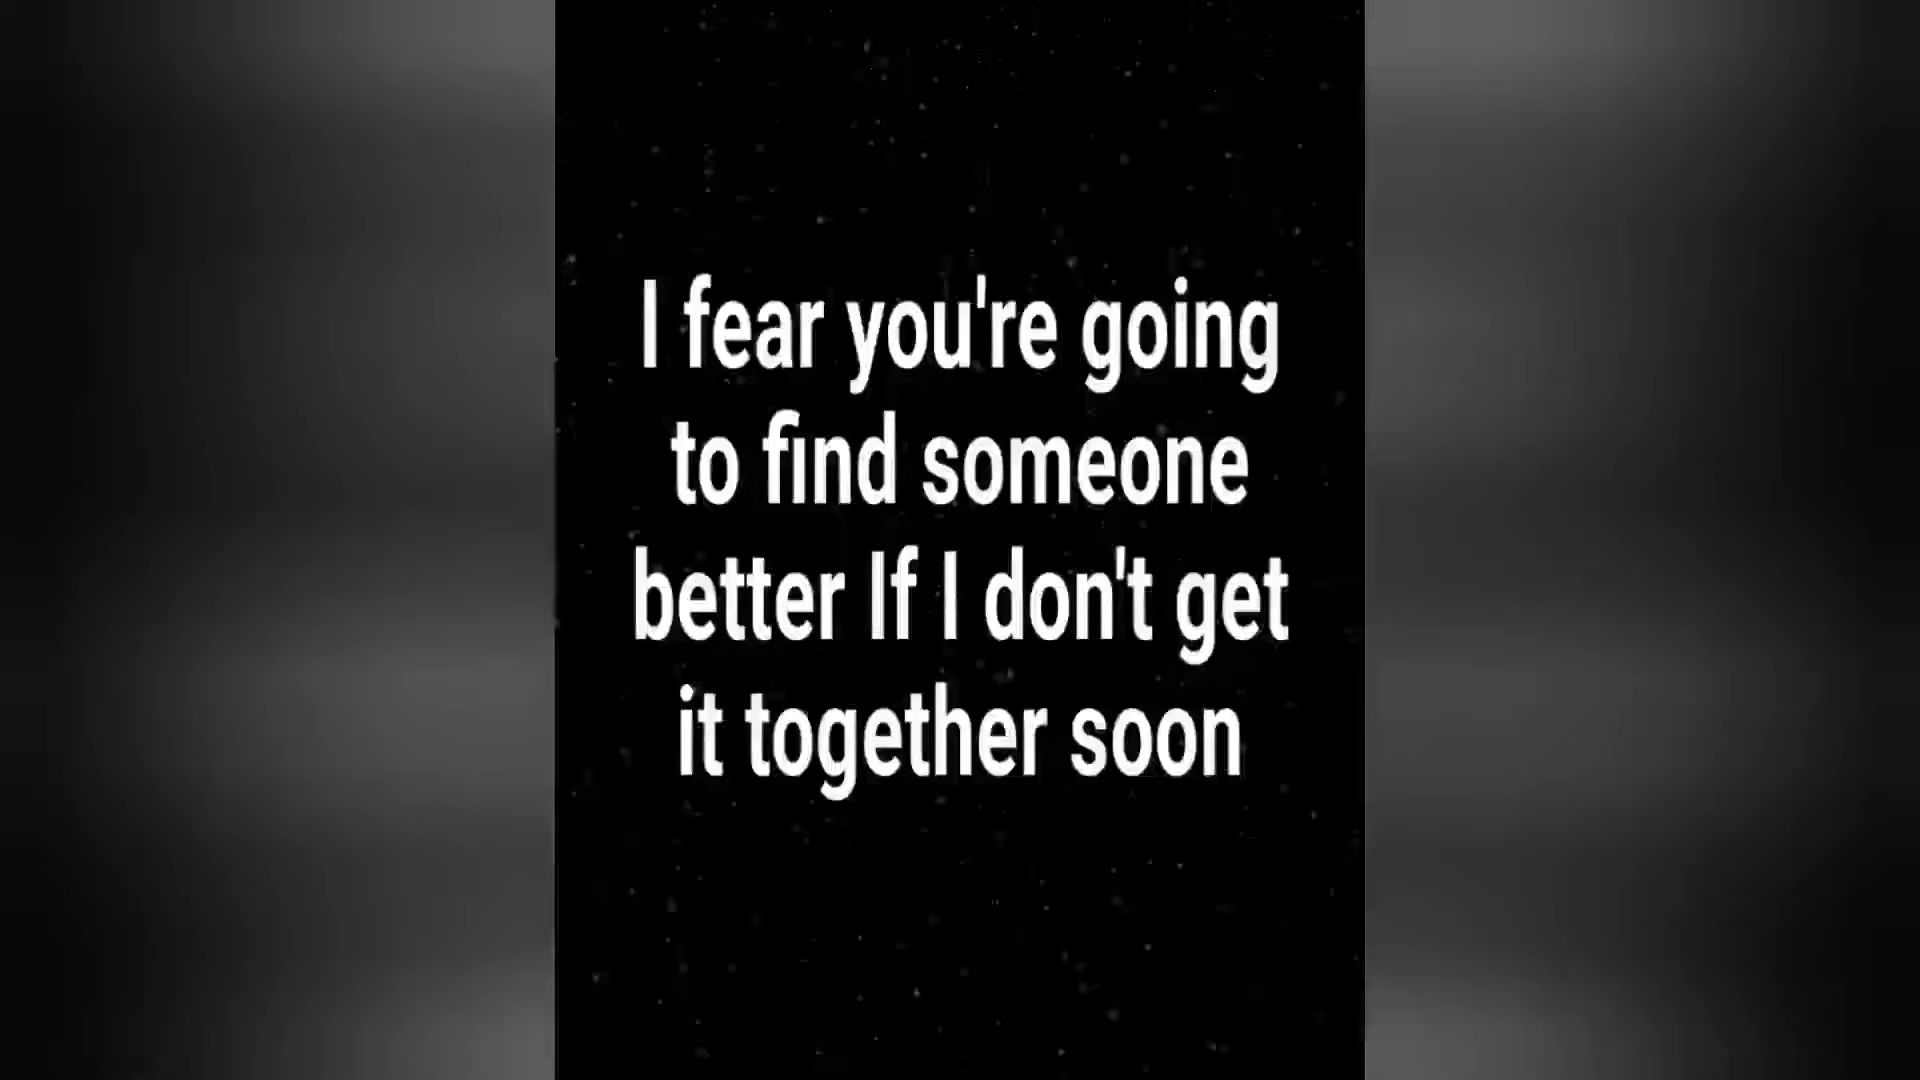 I fear you're going
to find someone
better If I don't get
it together soon